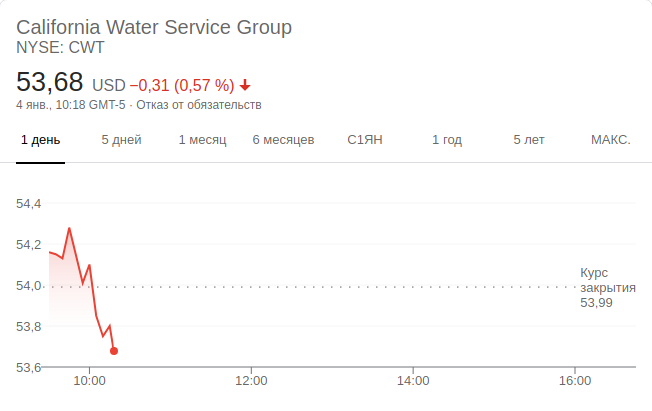 California Water Service Group
NYSE: CWT
53,68 USD −0,31 (0,57 %)
4 янв., 10:18 GMT-5 · Отказ от обязательств
1 день 5 дней 1 месяц 6 месяцев С1ЯН 1 год 5 лет МАКС.
54,4
54,2
54,0
53,8
53,6
Курс
закрытия
53,99
10:00 12:00 14:00 16:00